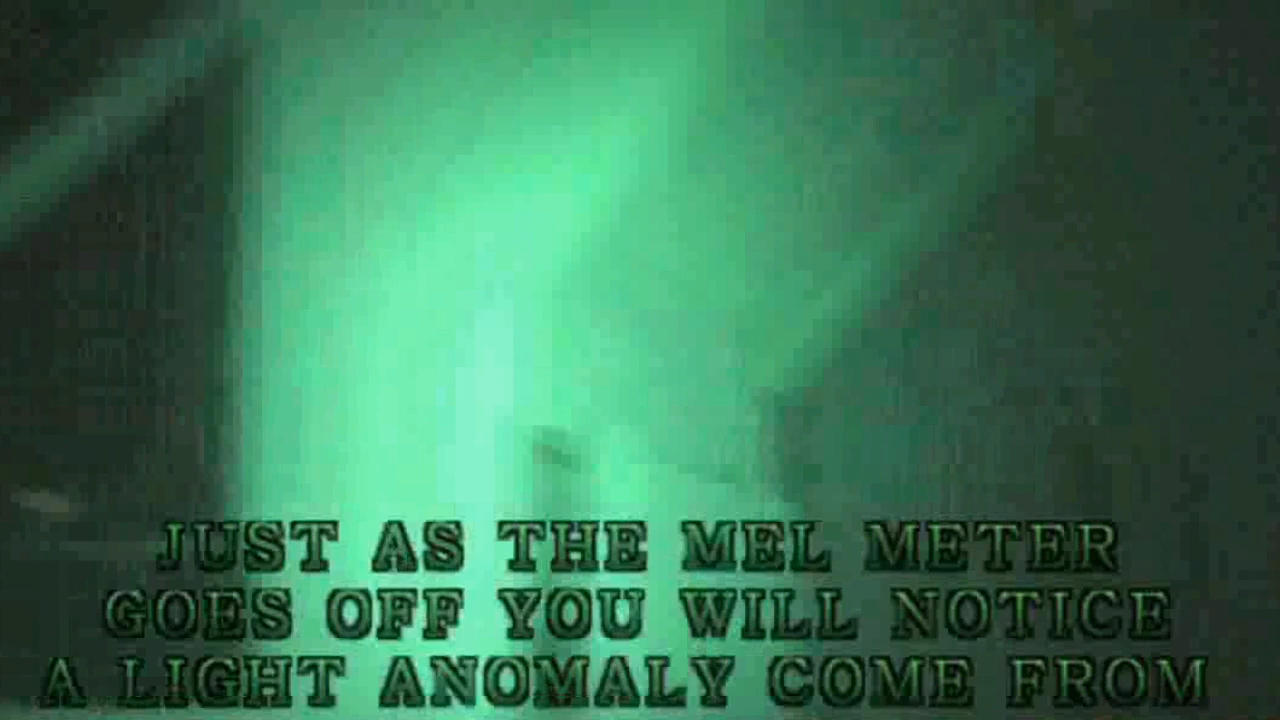 JUST AS THE MEL METER
GOES OFF YOU WILL NOTICE
A LIGHT ANOMALY COME FROM